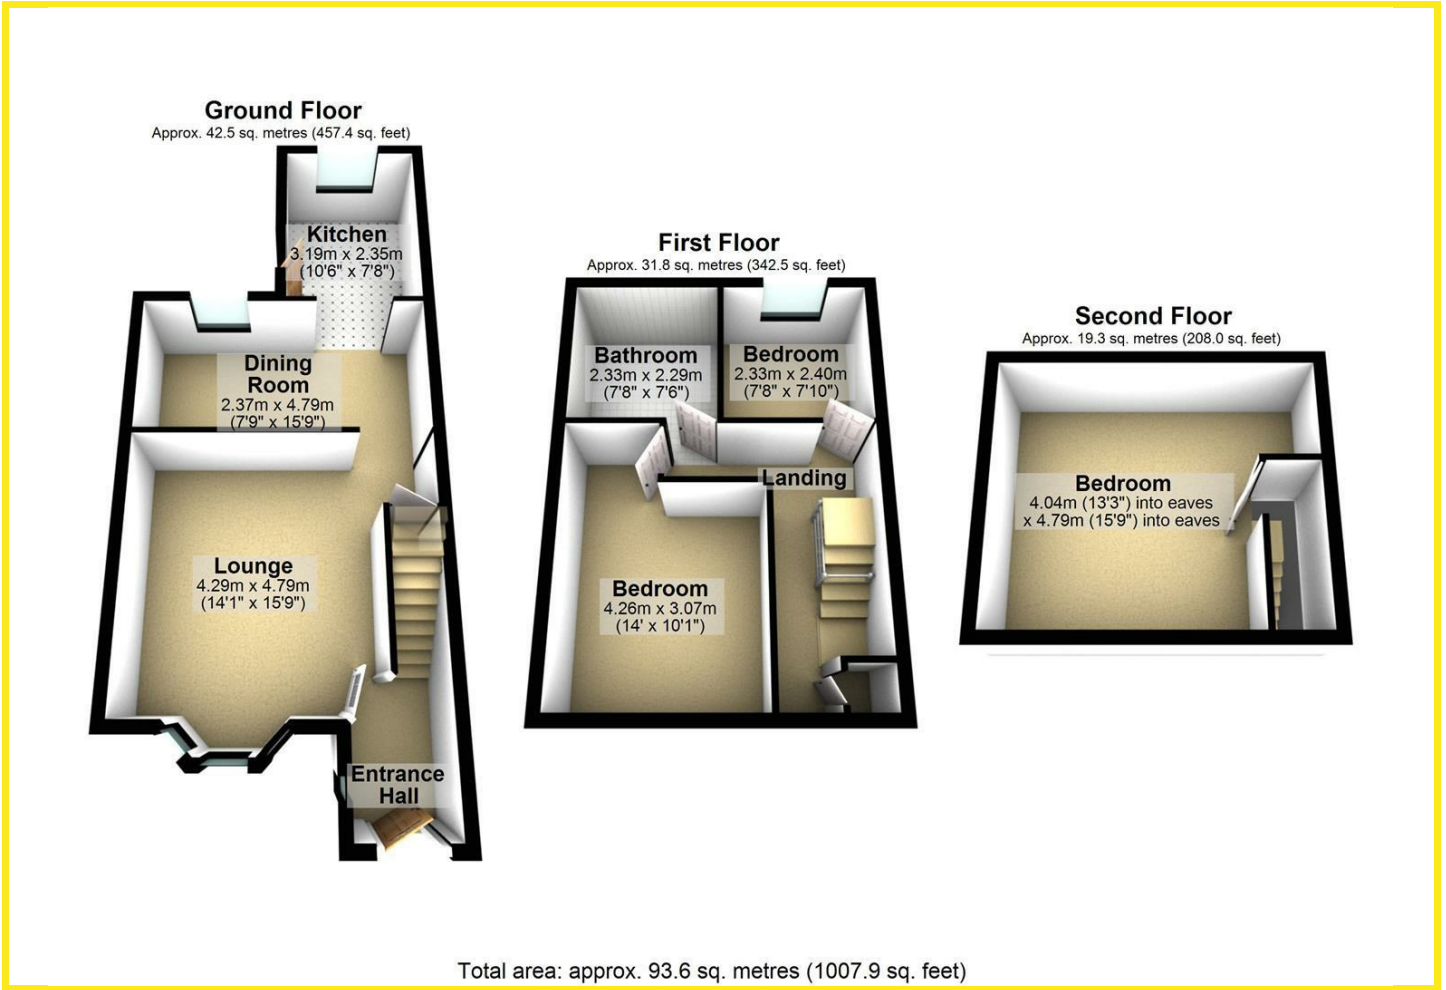 Ground Floor
Approx. 42.5 sq. metres (457.4 sq. feet)
Kitchen
3.19m x 2.35m
(10'6" x 7'8")
Dining
Room
2.37m x 4.79m
(7'9" x 15'9")
Lounge
4.29m x 4.79m
(14'1" x 15'9")
Entrance
Hall
First Floor
Approx. 31.8 sq. metres (342.5 sq. feet)
Bathroom
2.33m x 2.29m
(7'8" x 7'6")
Bedroom
2.33m x 2.40m
(7'8" x 7'10")
Landing
Bedroom
4.26m x 3.07m
(14' x 10'1")
Second Floor
Approx. 19.3 sq. metres (208.0 sq. feet)
Bedroom
4.04m (13'3") into eaves
x 4.79m (15'9") into eaves
Total area: approx. 93.6 sq. metres (1007.9 sq. feet)